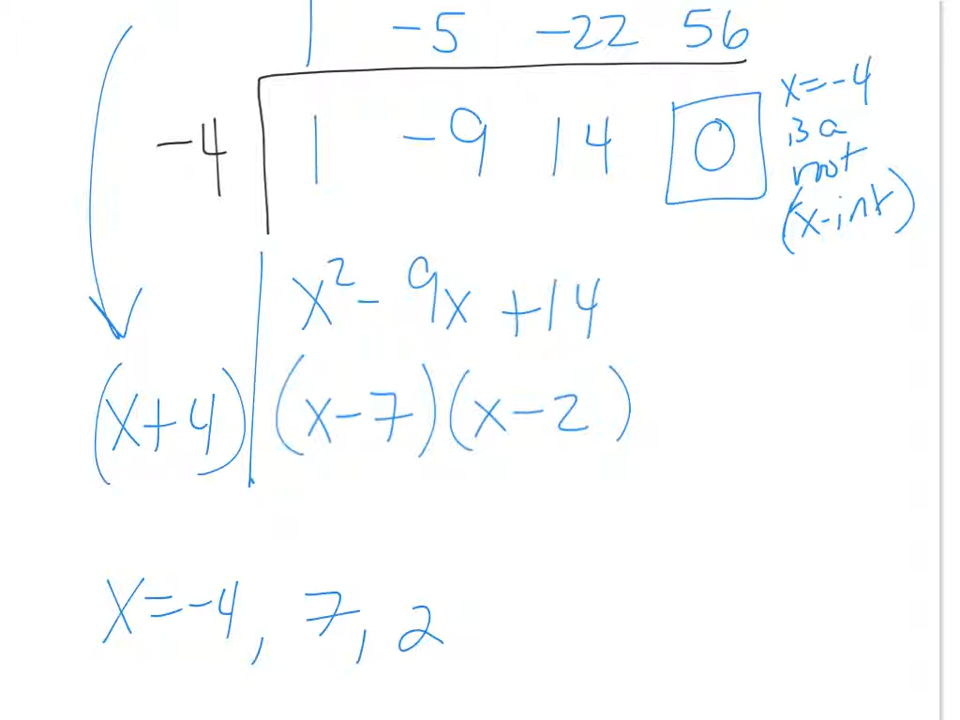 1 -5 -22 56
-4 1 -9 14 0
x=-4
is a
root
(x-int)
x² - 9x + 14
(x+4) (x-7)(x-2)
x=-4, 7, 2